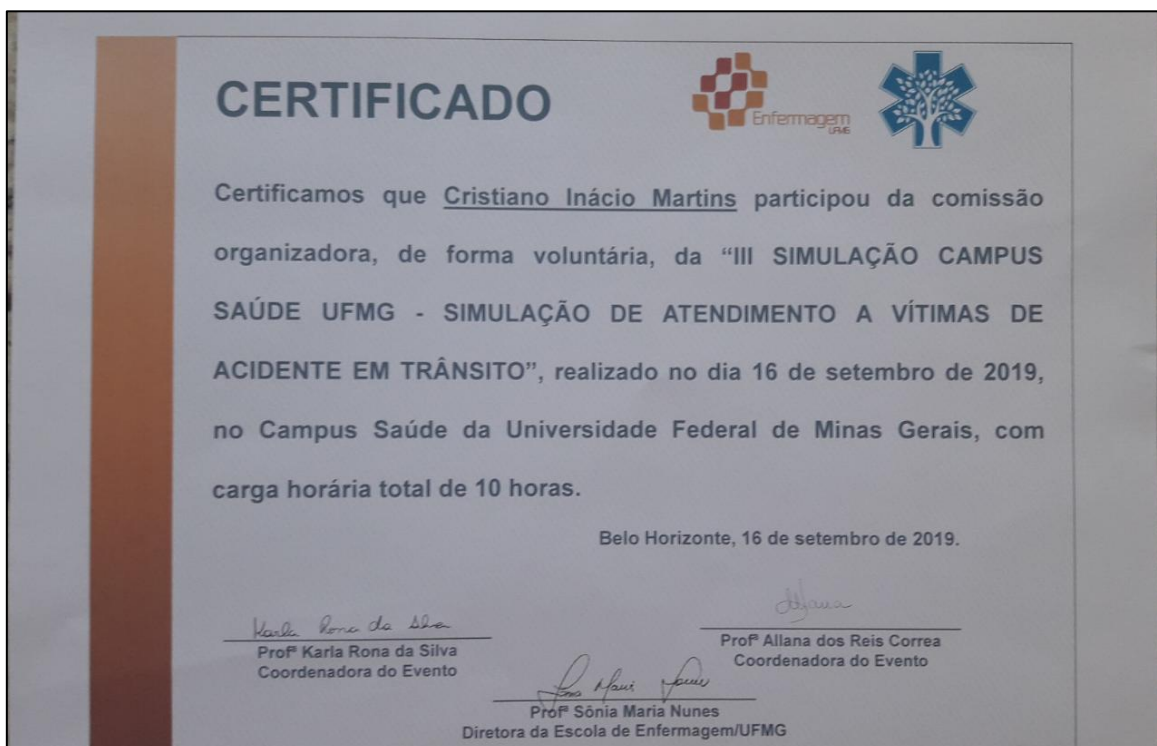 CERTIFICADO
Enfermagem
UFMG
Certificamos que Cristiano Inácio Martins participou da comissão
organizadora, de forma voluntária, da “III SIMULAÇÃO CAMPUS
SAÚDE UFMG - SIMULAÇÃO DE ATENDIMENTO A VÍTIMAS DE
ACIDENTE EM TRÂNSITO”, realizado no dia 16 de setembro de 2019,
no Campus Saúde da Universidade Federal de Minas Gerais, com
carga horária total de 10 horas.
Belo Horizonte, 16 de setembro de 2019.
Karla Rona da Silva
Profª Karla Rona da Silva
Coordenadora do Evento
Profª Allana dos Reis Correa
Coordenadora do Evento
Profª Sônia Maria Nunes
Diretora da Escola de Enfermagem/UFMG